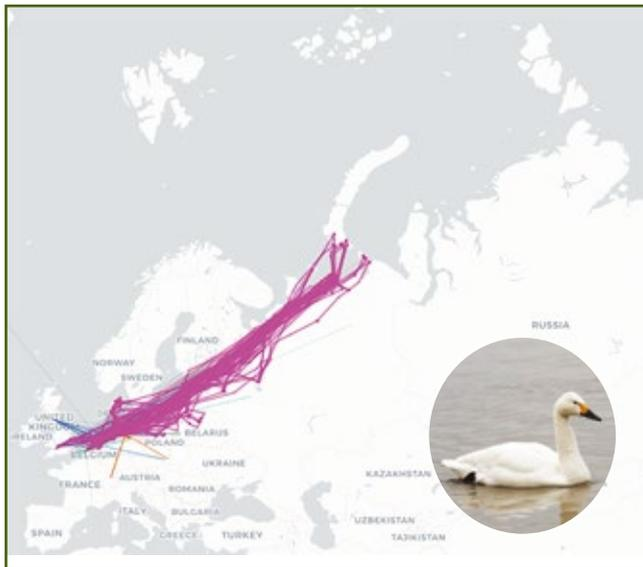 RUSSIA
FINLAND
NORWAY
SWEDEN
UNITED
KINGDOM
IRELAND
BELARUS
POLAND
BELGIUM
UKRAINE
KAZAKHSTAN
AUSTRIA
FRANCE
ROMANIA
ITALY
BULGARIA
UZBEKISTAN
SPAIN
GREECE
TURKEY
TAJIKISTAN